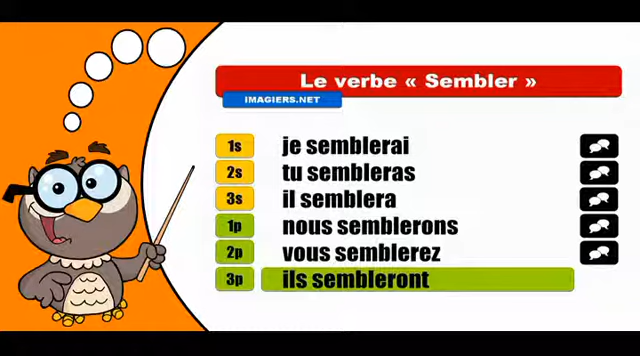 Le verbe « Sembler »
IMAGIERS.NET
1s je semblerai
2s tu sembleras
3s il semblera
1p nous semblerons
2p vous semblerez
3p ils sembleront